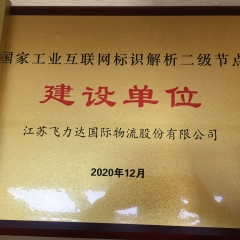 国家工业互联网标识解析二级节点
建设单位
江苏飞力达国际物流股份有限公司
2020年12月